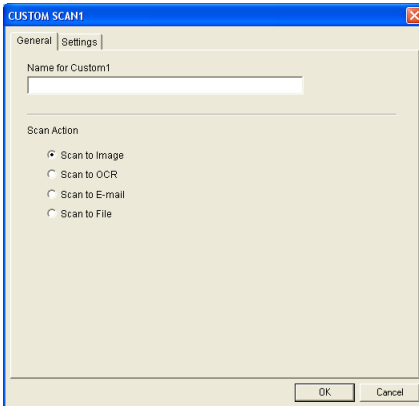 CUSTOM SCAN1
General Settings
Name for Custom1
Scan Action
Scan to Image
Scan to OCR
Scan to E-mail
Scan to File
OK Cancel